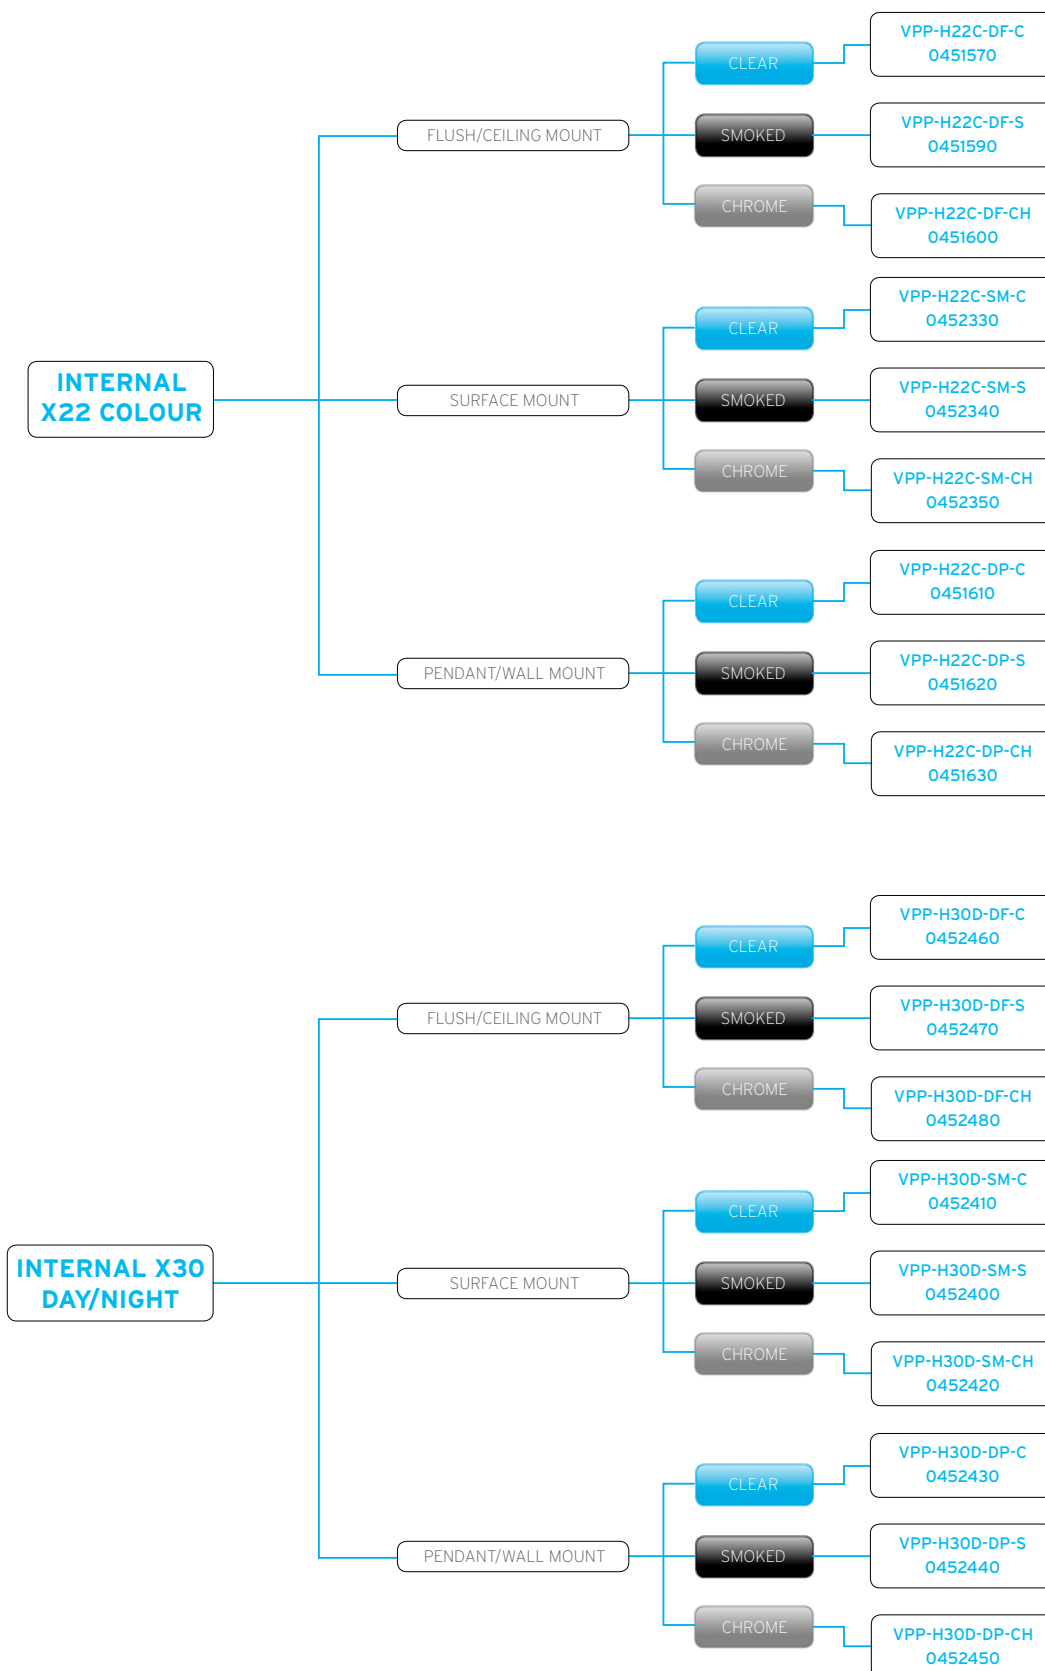 INTERNAL
X22 COLOUR
FLUSH/CEILING MOUNT
CLEAR
VPP-H22C-DF-C
0451570
SMOKED
VPP-H22C-DF-S
0451590
CHROME
VPP-H22C-DF-CH
0451600
SURFACE MOUNT
CLEAR
VPP-H22C-SM-C
0452330
SMOKED
VPP-H22C-SM-S
0452340
CHROME
VPP-H22C-SM-CH
0452350
PENDANT/WALL MOUNT
CLEAR
VPP-H22C-DP-C
0451610
SMOKED
VPP-H22C-DP-S
0451620
CHROME
VPP-H22C-DP-CH
0451630
INTERNAL X30
DAY/NIGHT
FLUSH/CEILING MOUNT
CLEAR
VPP-H30D-DF-C
0452460
SMOKED
VPP-H30D-DF-S
0452470
CHROME
VPP-H30D-DF-CH
0452480
SURFACE MOUNT
CLEAR
VPP-H30D-SM-C
0452410
SMOKED
VPP-H30D-SM-S
0452400
CHROME
VPP-H30D-SM-CH
0452420
PENDANT/WALL MOUNT
CLEAR
VPP-H30D-DP-C
0452430
SMOKED
VPP-H30D-DP-S
0452440
CHROME
VPP-H30D-DP-CH
0452450